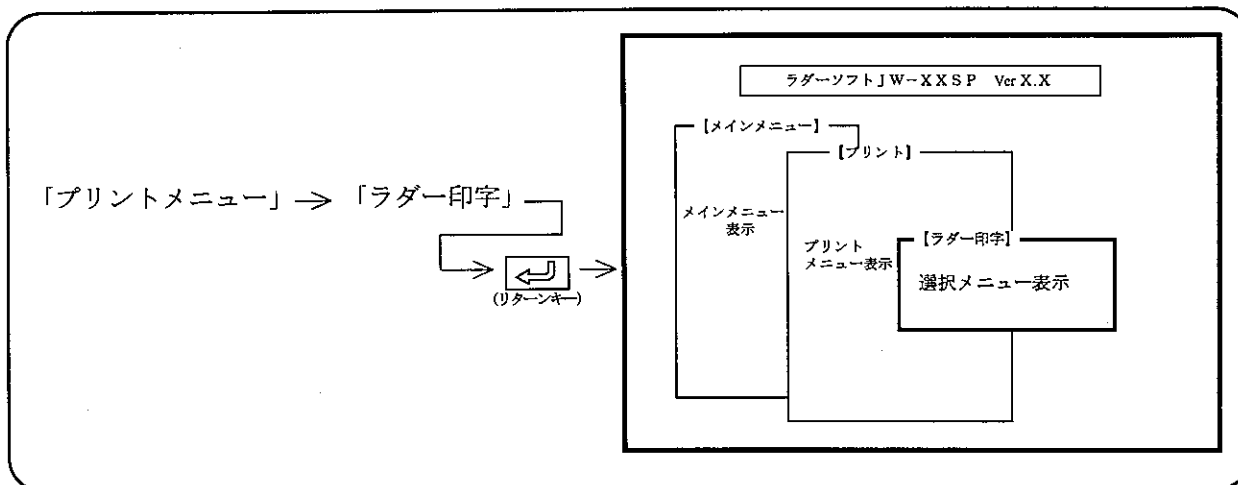 「プリントメニュー」→「ラダー印字」
(リターンキー)
ラダーソフトJW-XXSP Ver X.X
【メインメニュー】
【プリント】
メインメニュー
表示
プリント
メニュー表示
【ラダー印字】
選択メニュー表示